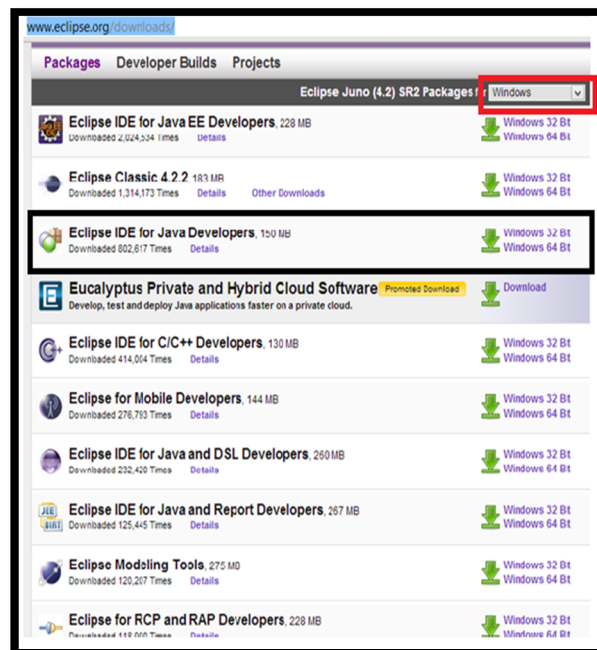 www.eclipse.org/downloads/
Packages Developer Builds Projects
Eclipse Juno (4.2) SR2 Packages for Windows
Eclipse IDE for Java EE Developers, 228 MB
Windows 32 Bit
Downloaded 2,024,534 Times Details
Windows 64 Bit
Eclipse Classic 4.2.2, 183 MB
Windows 32 Bit
Downloaded 1,314,173 Times Details Other Downloads
Windows 64 Bit
Eclipse IDE for Java Developers, 150 MB
Windows 32 Bit
Downloaded 802,617 Times Details
Windows 64 Bit
Eucalyptus Private and Hybrid Cloud Software Promoted Download
Download
Develop, test and deploy Java applications faster on a private cloud.
Eclipse IDE for C/C++ Developers, 130 MB
Windows 32 Bit
Downloaded 414,004 Times Details
Windows 64 Bit
Eclipse for Mobile Developers, 144 MB
Windows 32 Bit
Downloaded 276,793 Times Details
Windows 64 Bit
Eclipse IDE for Java and DSL Developers, 260 MB
Windows 32 Bit
Downloaded 232,420 Times Details
Windows 64 Bit
JEE
BIRT
Eclipse IDE for Java and Report Developers, 267 MB
Windows 32 Bit
Downloaded 125,445 Times Details
Windows 64 Bit
Eclipse Modeling Tools, 275 MB
Windows 32 Bit
Downloaded 120,207 Times Details
Windows 64 Bit
Eclipse for RCP and RAP Developers, 228 MB
Windows 32 Bit
Downloaded Times Details
Windows 64 Bit